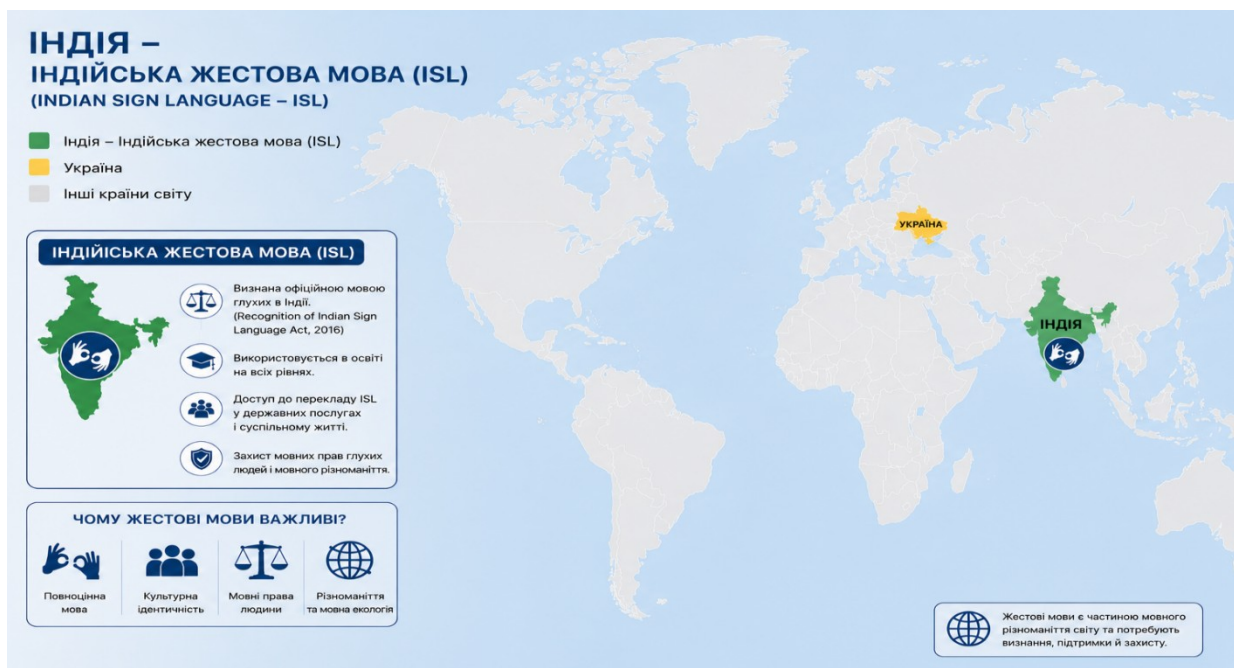 ІНДІЯ –
ІНДІЙСЬКА ЖЕСТОВА МОВА (ISL)
(INDIAN SIGN LANGUAGE – ISL)
Індія – Індійська жестова мова (ISL)
Україна
Інші країни світу
ІНДІЙІСЬКА ЖЕСТОВА МОВА (ISL)
Визнана офіційною мовою
глухих в Індії.
(Recognition of Indian Sign
Language Act, 2016)
Використовується в освіті
на всіх рівнях.
Доступ до перекладу ISL
у державних послугах
і суспільному житті.
Захист мовних прав глухих
людей і мовного різноманіття.
ЧОМУ ЖЕСТОВІ МОВИ ВАЖЛИВІ?
Повноцінна
мова
Культурна
ідентичність
Мовні права
людини
Різноманіття
та мовна екологія
УКРАЇНА
ІНДІЯ
Жестові мови є частиною мовного
різноманіття світу та потребують
визнання, підтримки й захисту.